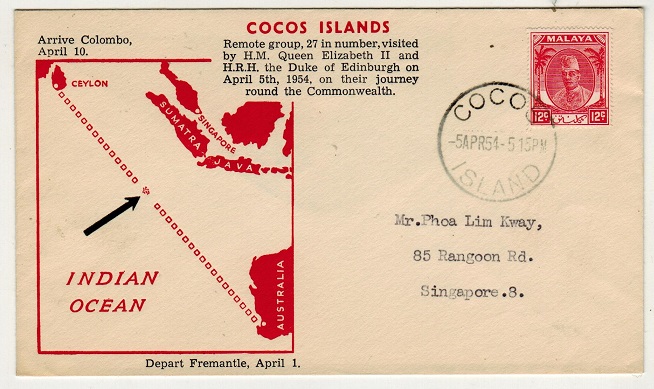 COCOS ISLANDS
Arrive Colombo,
April 10.
Remote group, 27 in number, visited
by H.M. Queen Elizabeth II and
H.R.H. the Duke of Edinburgh on
April 5th, 1954, on their journey
round the Commonwealth.
CEYLON
SUMATRA
SINGAPORE
JAVA
INDIAN
OCEAN
AUSTRALIA
Depart Fremantle, April 1.
MALAYA
12c 12c
COCOS
-5APR54-5 15PM
ISLAND
Mr.Phoa Lim Kway,
85 Rangoon Rd.
Singapore.8.